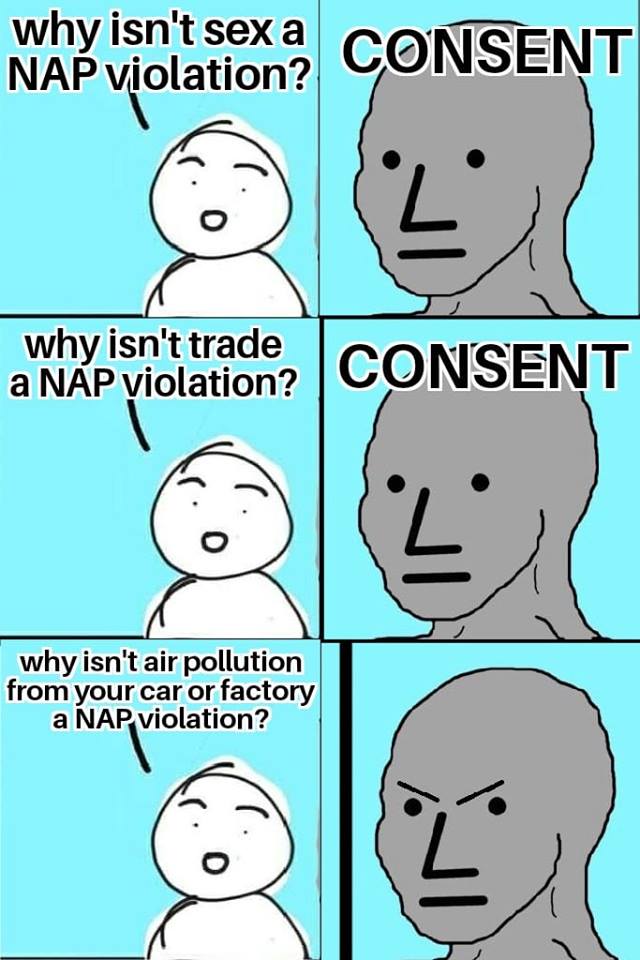 why isn't sex a
NAP violation?
CONSENT
why isn't trade
a NAP violation?
CONSENT
why isn't air pollution
from your car or factory
a NAP violation?